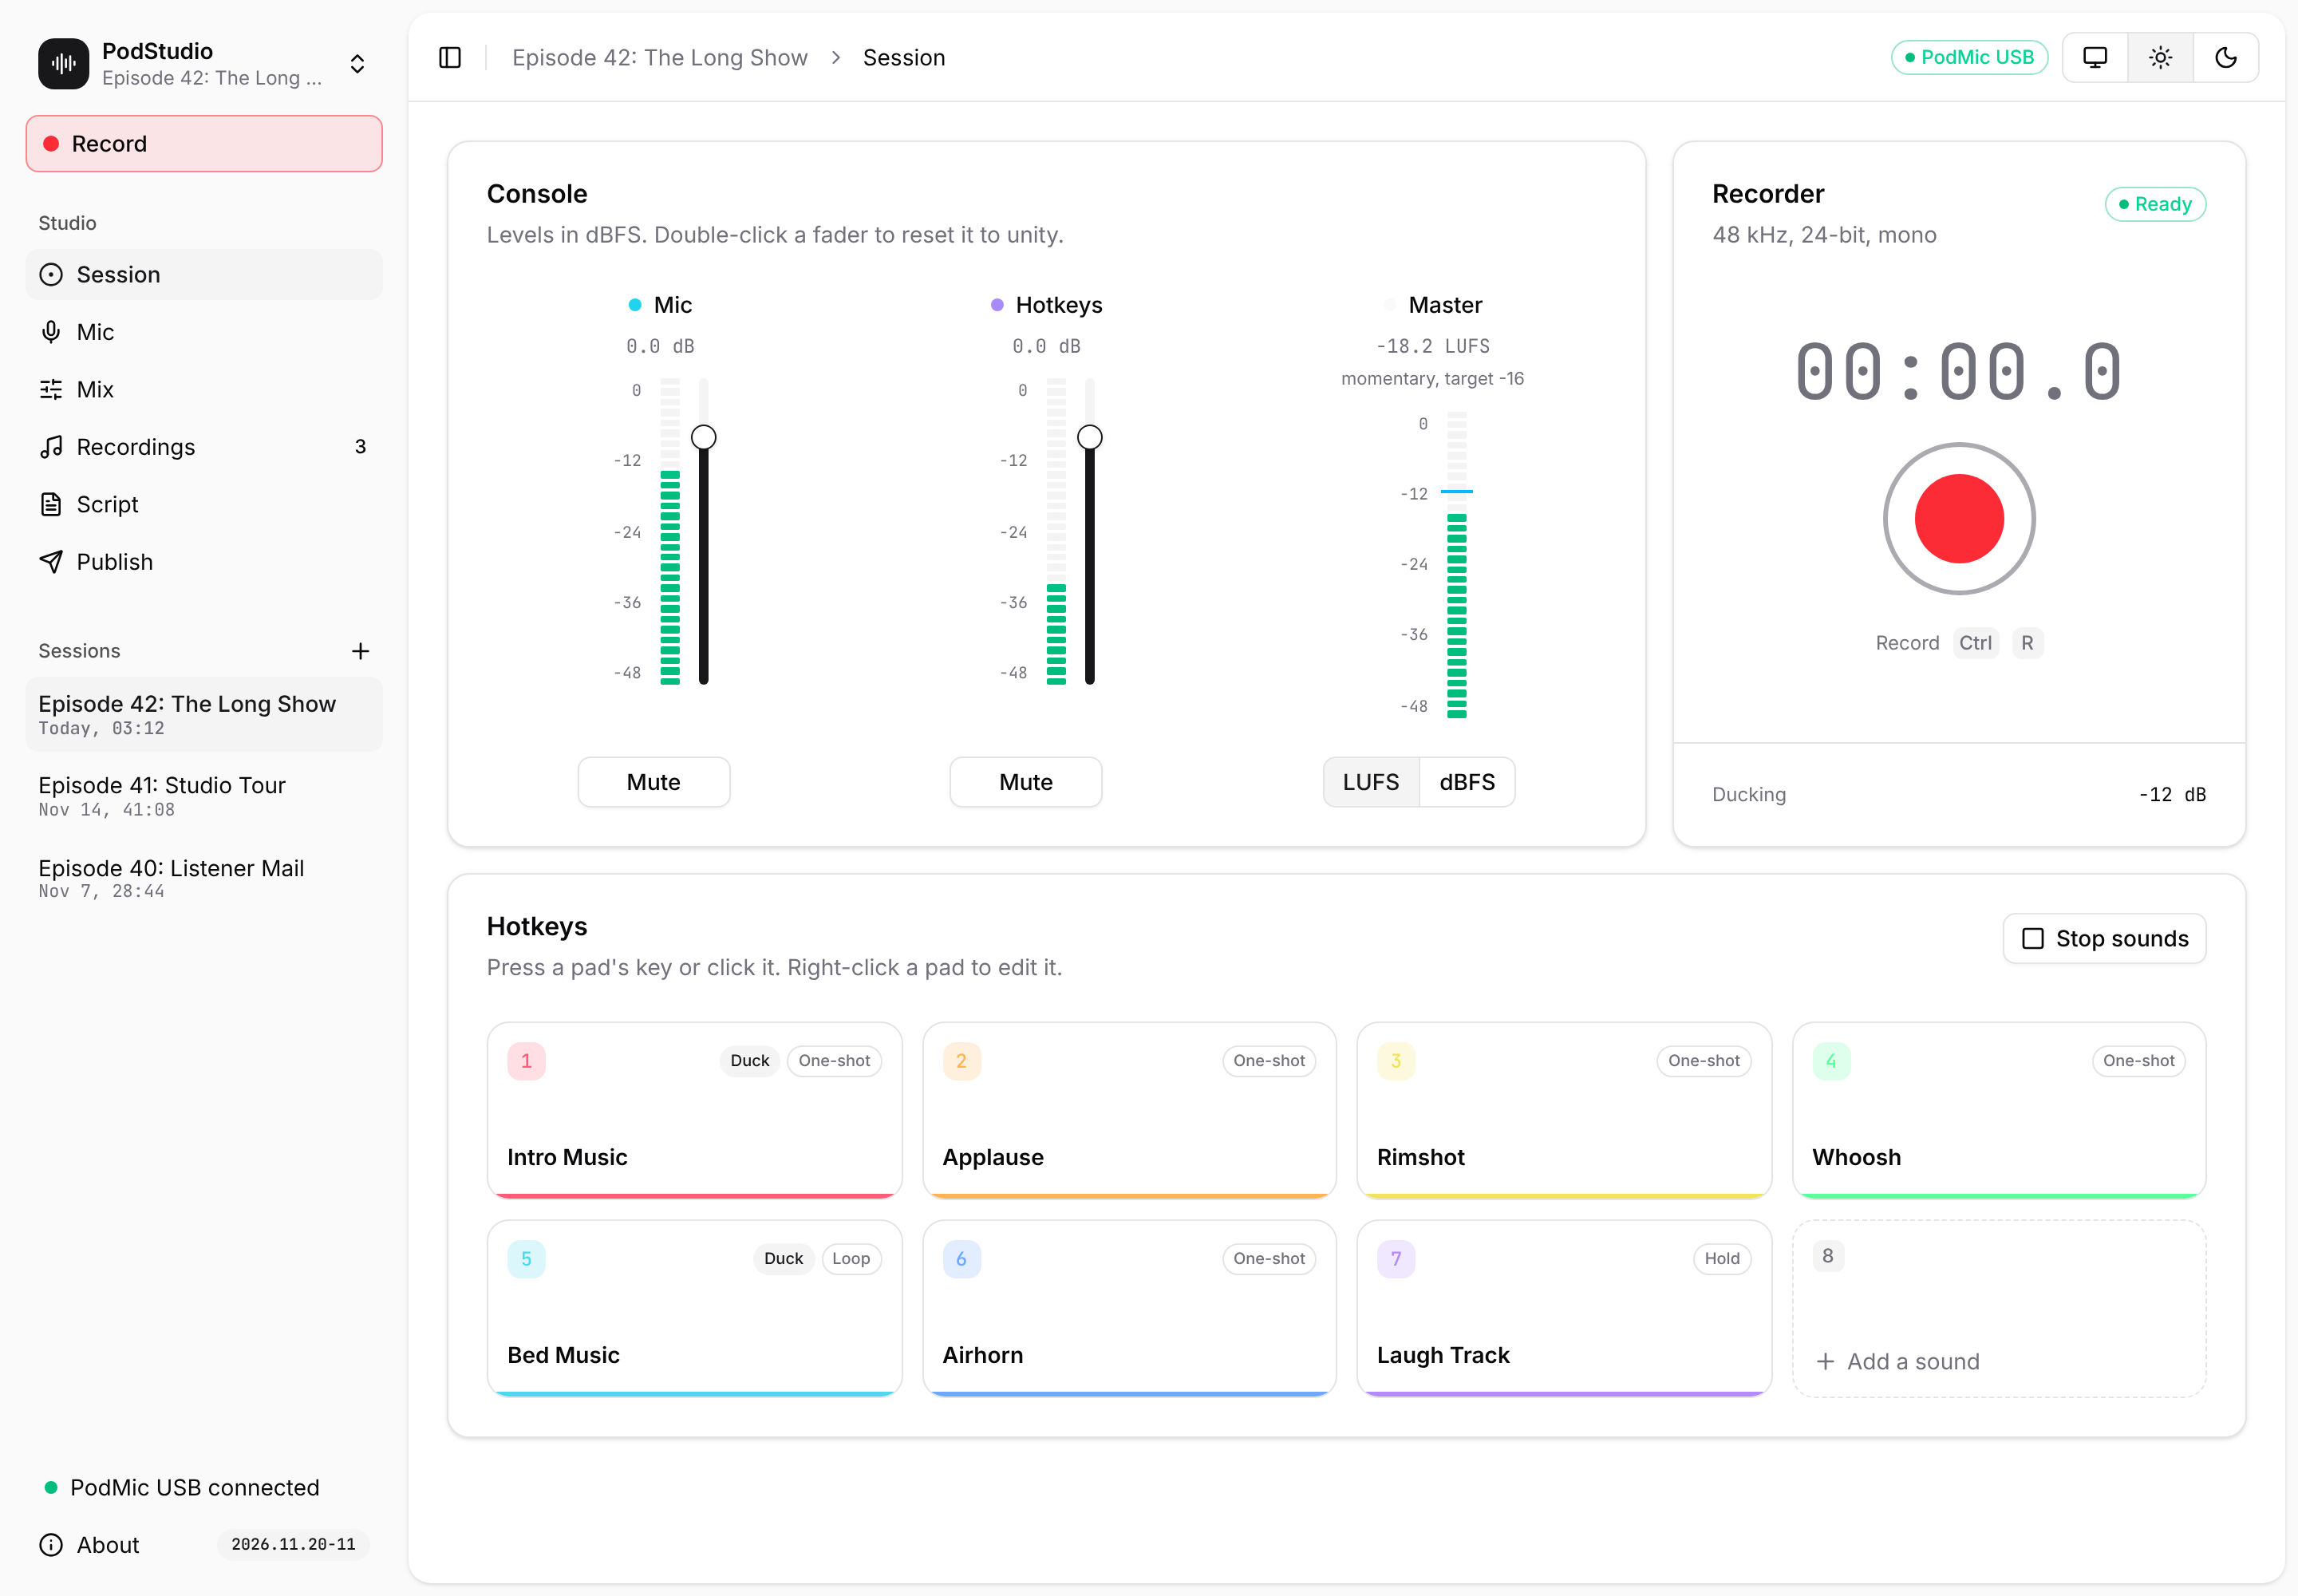 PodStudio
Episode 42: The Long ...
Record
Studio
Session
Mic
Mix
Recordings 3
Script
Publish
Sessions
Episode 42: The Long Show
Today, 03:12
Episode 41: Studio Tour
Nov 14, 41:08
Episode 40: Listener Mail
Nov 7, 28:44
PodMic USB connected
About 2026.11.20-11
Episode 42: The Long Show > Session
PodMic USB
Console
Levels in dBFS. Double-click a fader to reset it to unity.
Mic
0.0 dB
0
-12
-24
-36
-48
Mute
Hotkeys
0.0 dB
0
-12
-24
-36
-48
Mute
Master
-18.2 LUFS
momentary, target -16
0
-12
-24
-36
-48
LUFS dBFS
Recorder
Ready
48 kHz, 24-bit, mono
00:00.0
Record Ctrl R
Ducking -12 dB
Hotkeys
Press a pad's key or click it. Right-click a pad to edit it.
Stop sounds
1 Duck One-shot
Intro Music
2 One-shot
Applause
3 One-shot
Rimshot
4 One-shot
Whoosh
5 Duck Loop
Bed Music
6 One-shot
Airhorn
7 Hold
Laugh Track
8
Add a sound